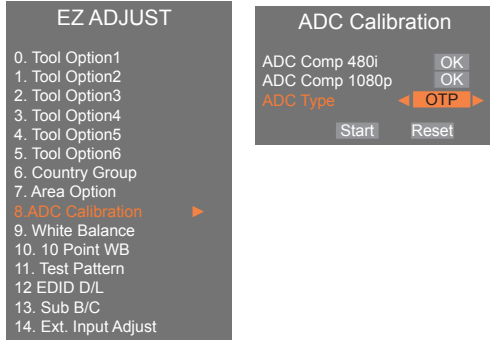 EZ ADJUST
0. Tool Option1
1. Tool Option2
2. Tool Option3
3. Tool Option4
4. Tool Option5
5. Tool Option6
6. Country Group
7. Area Option
8.ADC Calibration ►
9. White Balance
10. 10 Point WB
11. Test Pattern
12 EDID D/L
13. Sub B/C
14. Ext. Input Adjust
ADC Calibration
ADC Comp 480i OK
ADC Comp 1080p OK
ADC Type ◄ OTP ►
Start Reset